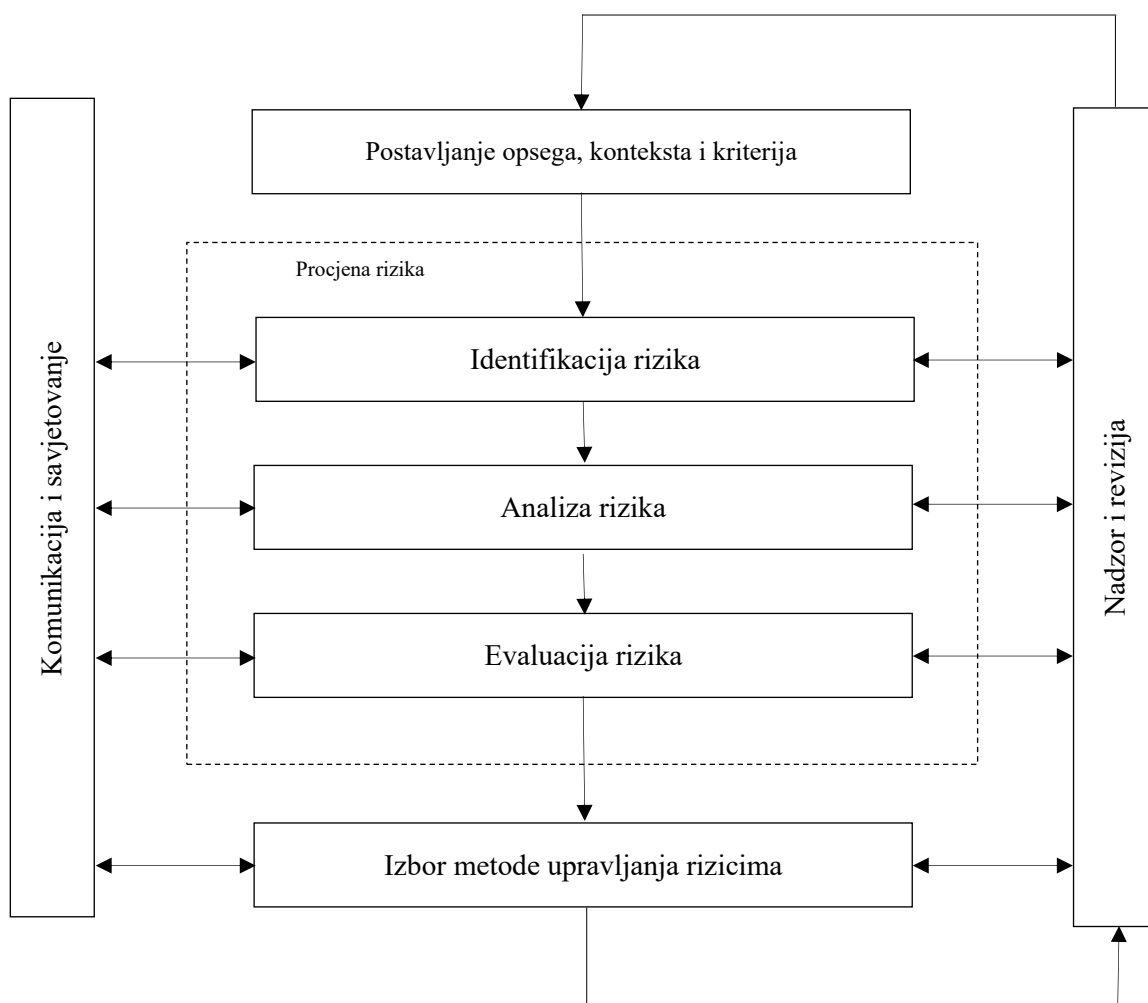 Postavljanje opsega, konteksta i kriterija
Procjena rizika
Identifikacija rizika
Analiza rizika
Evaluacija rizika
Izbor metode upravljanja rizicima
Komunikacija i savjetovanje
Nadzor i revizija